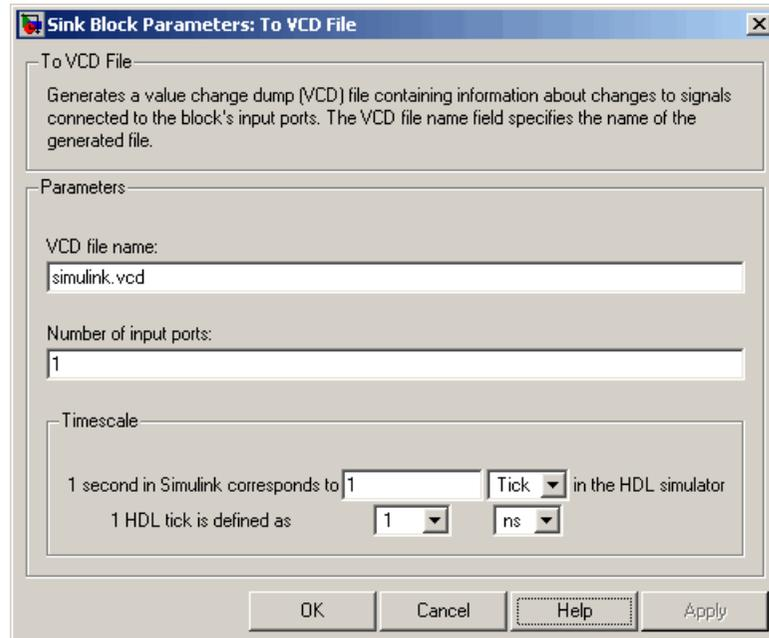 Sink Block Parameters: To VCD File
To VCD File
Generates a value change dump (VCD) file containing information about changes to signals
connected to the block's input ports. The VCD file name field specifies the name of the
generated file.
Parameters
VCD file name:
simulink.vcd
Number of input ports:
1
Timescale
1 second in Simulink corresponds to 1 Tick in the HDL simulator
1 HDL tick is defined as 1 ns
OK Cancel Help Apply